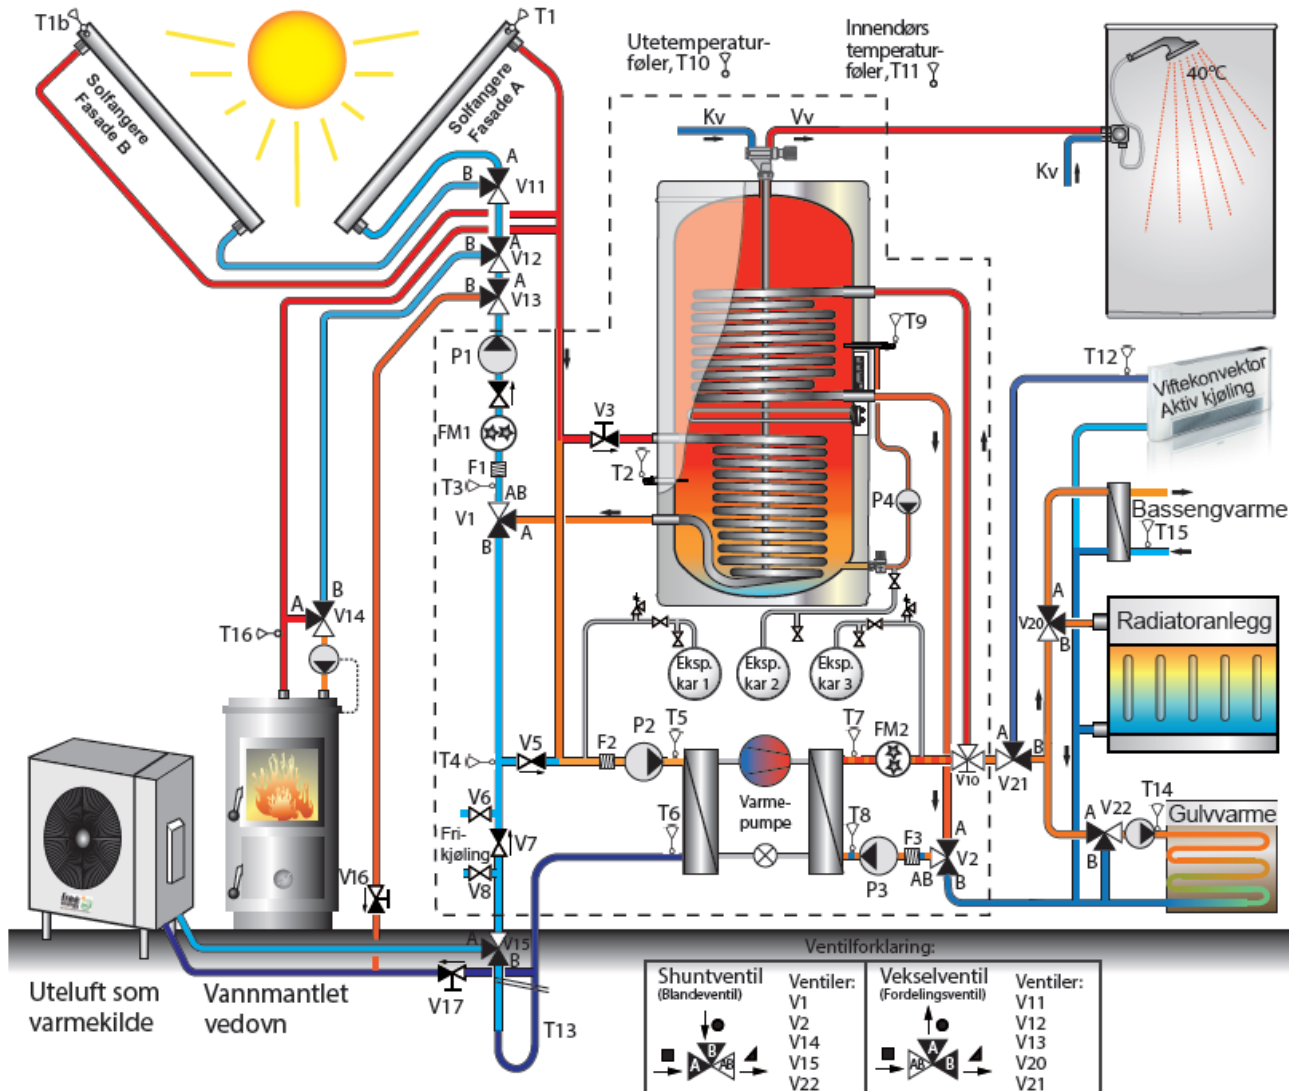 T1b
T1
Solfangere
Fasade B
Solfangere
Fasade A
Utetemperatur-
føler, T10
Innendørs
temperatur-
føler, T11
40°C
Kv
Vv
Kv
A
B
V11
B
A
V12
B
A
V13
P1
FM1
F1
T3
AB
V1
A
B
V3
T2
T9
P4
T12
Viftekonvektor
Aktiv kjøling
Bassengvarme
T15
A
V20
B
Radiatoranlegg
B
A
V14
T16
Eksp.
kar 1
Eksp.
kar 2
Eksp.
kar 3
T4
V5
F2
P2
T5
T7
FM2
V10
A
B
V21
V6
Fri-
kjøling
V7
V8
T6
Varme-
pumpe
T8
P3
F3
AB
A
V2
B
A
V22
B
T14
Gulvvarme
V16
A
V15
B
V17
T13
Uteluft som
varmekilde
Vannmantlet
vedovn
Ventilforklaring:
Shuntventil
(Blandeventil)
A
B
AB
Ventiler:
V1
V2
V14
V15
V22
Vekselventil
(Fordelingsventil)
AB
A
B
Ventiler:
V11
V12
V13
V20
V21